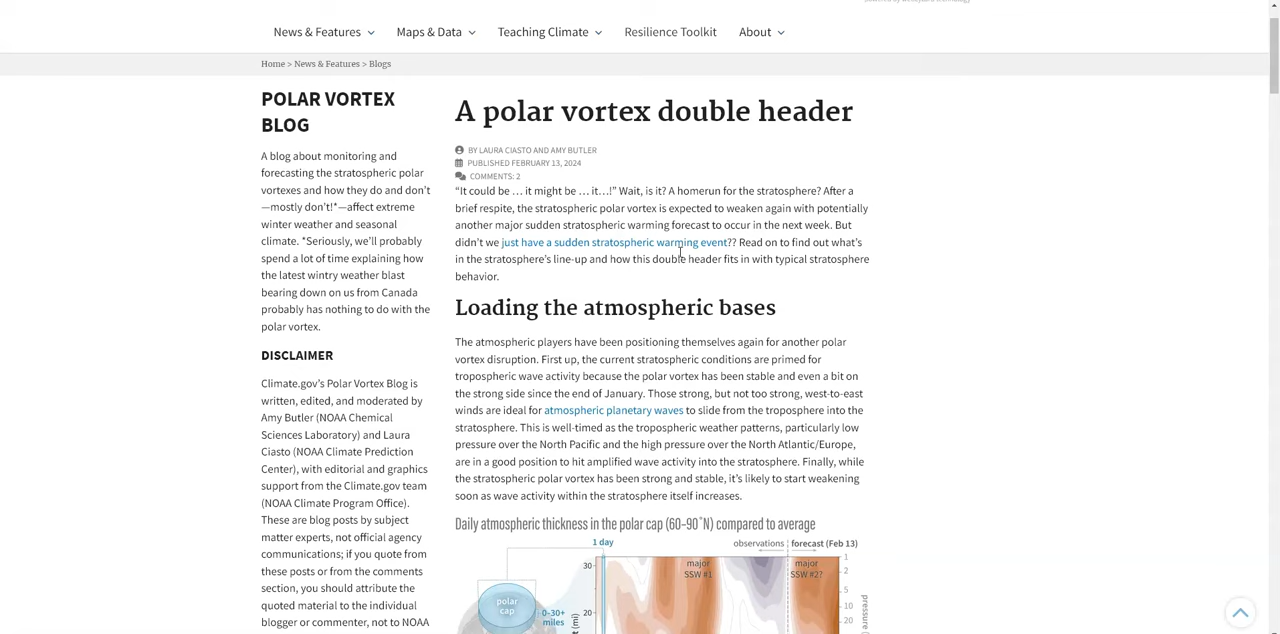 News & Features
Maps & Data
Teaching Climate
Resilience Toolkit
About
Home > News & Features > Blogs
POLAR VORTEX
BLOG
A blog about monitoring and
forecasting the stratospheric polar
vortexes and how they do and don't
—mostly don't!*—affect extreme
winter weather and seasonal
climate. *Seriously, we'll probably
spend a lot of time explaining how
the latest wintry weather blast
bearing down on us from Canada
probably has nothing to do with the
polar vortex.
DISCLAIMER
Climate.gov's Polar Vortex Blog is
written, edited, and moderated by
Amy Butler (NOAA Chemical
Sciences Laboratory) and Laura
Ciasto (NOAA Climate Prediction
Center), with editorial and graphics
support from the Climate.gov team
(NOAA Climate Program Office).
These are blog posts by subject
matter experts, not official agency
communications; if you quote from
these posts or from the comments
section, you should attribute the
quoted material to the individual
blogger or commenter, not to NOAA
A polar vortex double header
BY LAURA CIASTO AND AMY BUTLER
PUBLISHED FEBRUARY 13, 2024
COMMENTS: 2
“It could be … it might be … it…!” Wait, is it? A homerun for the stratosphere? After a
brief respite, the stratospheric polar vortex is expected to weaken again with potentially
another major sudden stratospheric warming forecast to occur in the next week. But
didn't we just have a sudden stratospheric warming event?? Read on to find out what's
in the stratosphere's line-up and how this double header fits in with typical stratosphere
behavior.
Loading the atmospheric bases
The atmospheric players have been positioning themselves again for another polar
vortex disruption. First up, the current stratospheric conditions are primed for
tropospheric wave activity because the polar vortex has been stable and even a bit on
the strong side since the end of January. Those strong, but not too strong, west-to-east
winds are ideal for atmospheric planetary waves to slide from the troposphere into the
stratosphere. This is well-timed as the tropospheric weather patterns, particularly low
pressure over the North Pacific and the high pressure over the North Atlantic/Europe,
are in a good position to hit amplified wave activity into the stratosphere. Finally, while
the stratospheric polar vortex has been strong and stable, it's likely to start weakening
soon as wave activity within the stratosphere itself increases.
Daily atmospheric thickness in the polar cap (60-90°N) compared to average
1 day
observations
forecast (Feb 13)
major
SSW #1
major
SSW #2?
30
20
1
2
5
10
20
polar
cap
0-30+
miles
(mi)
pressure